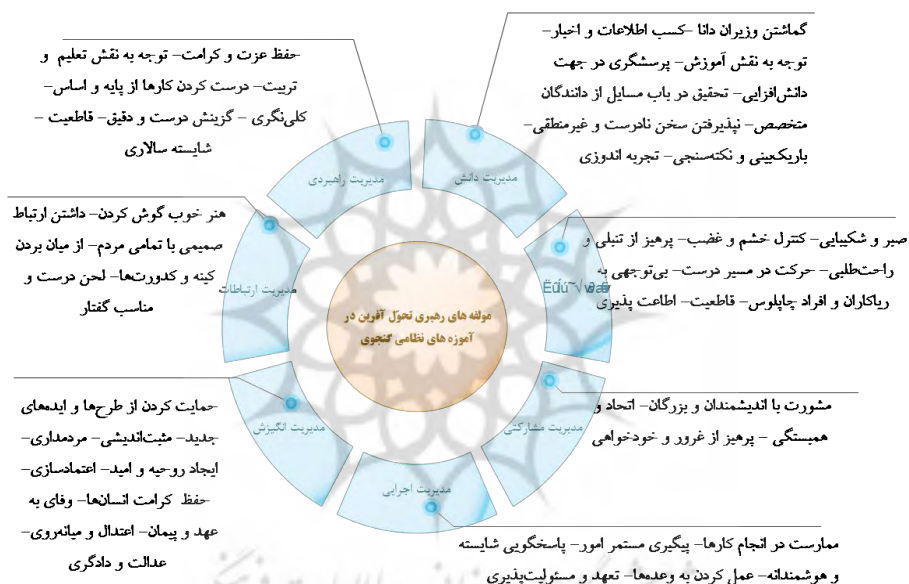 گماشتن وزیران دانا –کسب اطلاعات و اخبار–
توجه به نقش آموزش– پرسشگری در جهت
دانش‌افزایی– تحقیق در باب مسایل از دانندگان
متخصص– نپذیرفتن سخن نادرست و غیرمنطقی–
باریک‌بینی و نکته‌سنجی– تجربه اندوزی
مدیریت دانش
صبر و شکیبایی– کنترل خشم و غضب– پرهیز از تنبلی و
راحت‌طلبی– حرکت در مسیر درست– بی‌توجهی به
ریاکاران و افراد چاپلوس– قاطعیت– اطاعت پذیری
مشورت با اندیشمندان و بزرگان– اتحاد و
همبستگی – پرهیز از غرور و خودخواهی
مدیریت مشارکتی
ممارست در انجام کارها– پیگیری مستمر امور– پاسخگویی شایسته
و هوشمندانه– عمل کردن به وعده‌ها– تعهد و مسئولیت‌پذیری
مدیریت اجرایی
-حمایت کردن از طرح‌ها و ایده‌های
جدید– مثبت‌اندیشی– مردمداری–
ایجاد روحیه و امید– اعتمادسازی–
-حفظ کرامت انسان‌ها– وفای به
عهد و پیمان– اعتدال و میانه‌روی–
عدالت و دادگری
مدیریت انگیزش
هنر خوب گوش کردن– داشتن ارتباط
صمیمی با تمامی مردم– از میان بردن
کینه و کدورت‌ها– لحن درست و
مناسب گفتار
مدیریت ارتباطات
-حفظ عزت و کرامت– توجه به نقش تعلیم و
تربیت– درست کردن کارها از پایه و اساس–
کلی‌نگری – گزینش درست و دقیق– قاطعیت –
شایسته سالاری
مدیریت راهبردی
مولفه های رهبری تحوّل آفرین در
آموزه های نظامی گنجوی